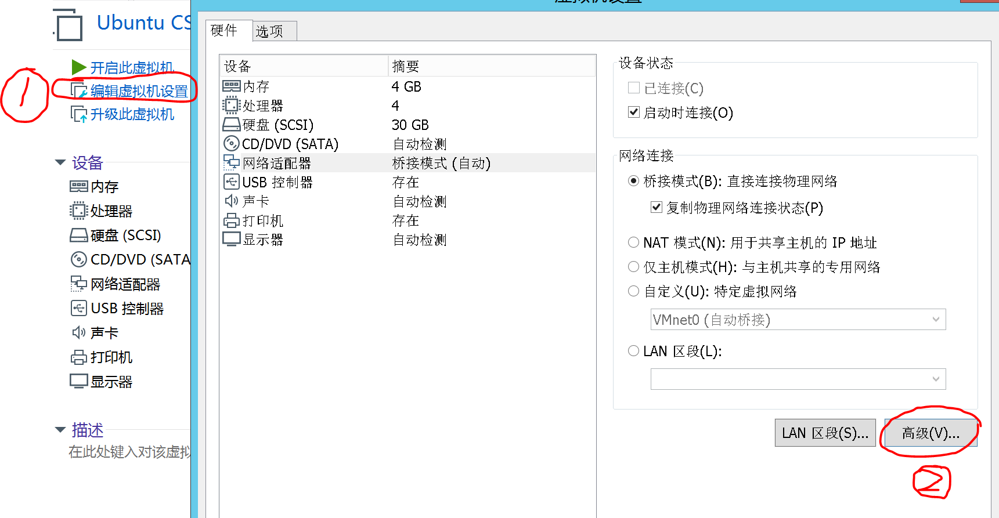 虚拟机设置
Ubuntu CS
开启此虚拟机
编辑虚拟机设置
升级此虚拟机
1
设备
内存
处理器
硬盘 (SCSI)
CD/DVD (SATA
网络适配器
USB 控制器
声卡
打印机
显示器
描述
在此处键入对该虚拟
硬件 选项
设备 摘要
内存 4 GB
处理器 4
硬盘 (SCSI) 30 GB
CD/DVD (SATA) 自动检测
网络适配器 桥接模式 (自动)
USB 控制器 存在
声卡 自动检测
打印机 存在
显示器 自动检测
设备状态
已连接(C)
启动时连接(O)
网络连接
桥接模式(B): 直接连接物理网络
复制物理网络连接状态(P)
NAT 模式(N): 用于共享主机的 IP 地址
仅主机模式(H): 与主机共享的专用网络
自定义(U): 特定虚拟网络
VMnet0 (自动桥接)
LAN 区段(L):
LAN 区段(S)... 高级(V)...
2